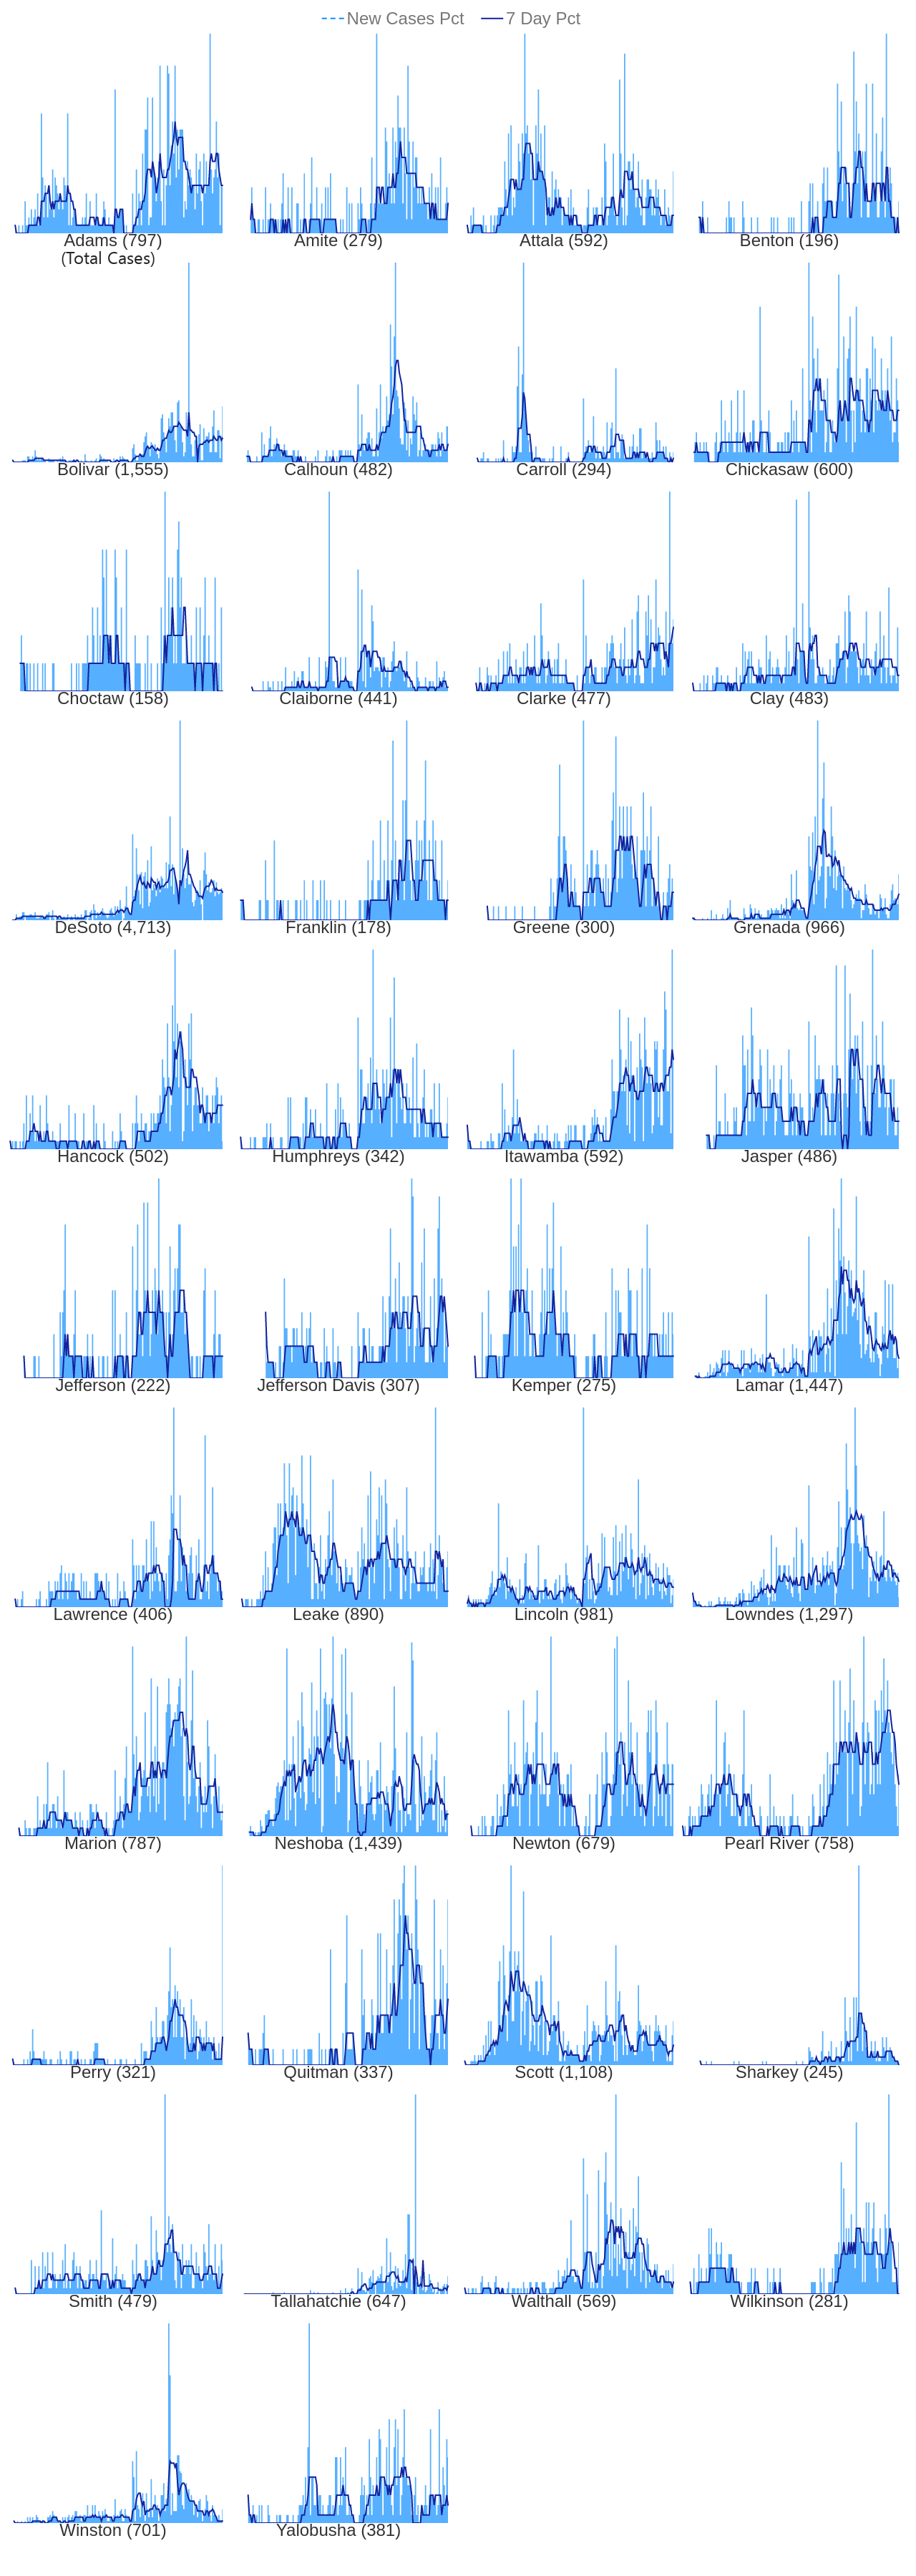 New Cases Pct 7 Day Pct
Adams (797) Amite (279) Attala (592) Benton (196)
(Total Cases)
Bolivar (1,555) Calhoun (482) Carroll (294) Chickasaw (600)
Choctaw (158) Claiborne (441) Clarke (477) Clay (483)
DeSoto (4,713) Franklin (178) Greene (300) Grenada (966)
Hancock (502) Humphreys (342) Itawamba (592) Jasper (486)
Jefferson (222) Jefferson Davis (307) Kemper (275) Lamar (1,447)
Lawrence (406) Leake (890) Lincoln (981) Lowndes (1,297)
Marion (787) Neshoba (1,439) Newton (679) Pearl River (758)
Perry (321) Quitman (337) Scott (1,108) Sharkey (245)
Smith (479) Tallahatchie (647) Walthall (569) Wilkinson (281)
Winston (701) Yalobusha (381)